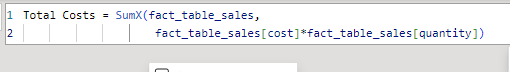 1 Total Costs = SumX(fact_table_sales,
2 fact_table_sales[cost]*fact_table_sales[quantity])